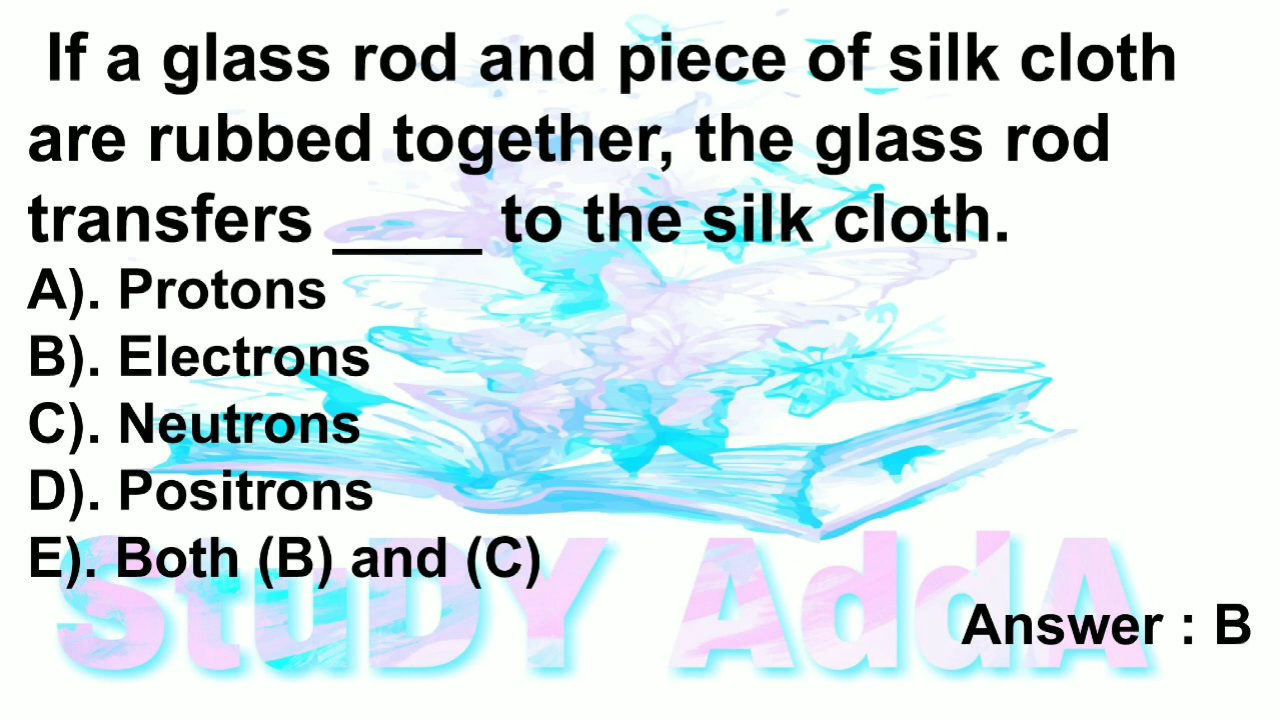 If a glass rod and piece of silk cloth
are rubbed together, the glass rod
transfers ____ to the silk cloth.
A). Protons
B). Electrons
C). Neutrons
D). Positrons
E). Both (B) and (C)
StuDY AddA
Answer : B